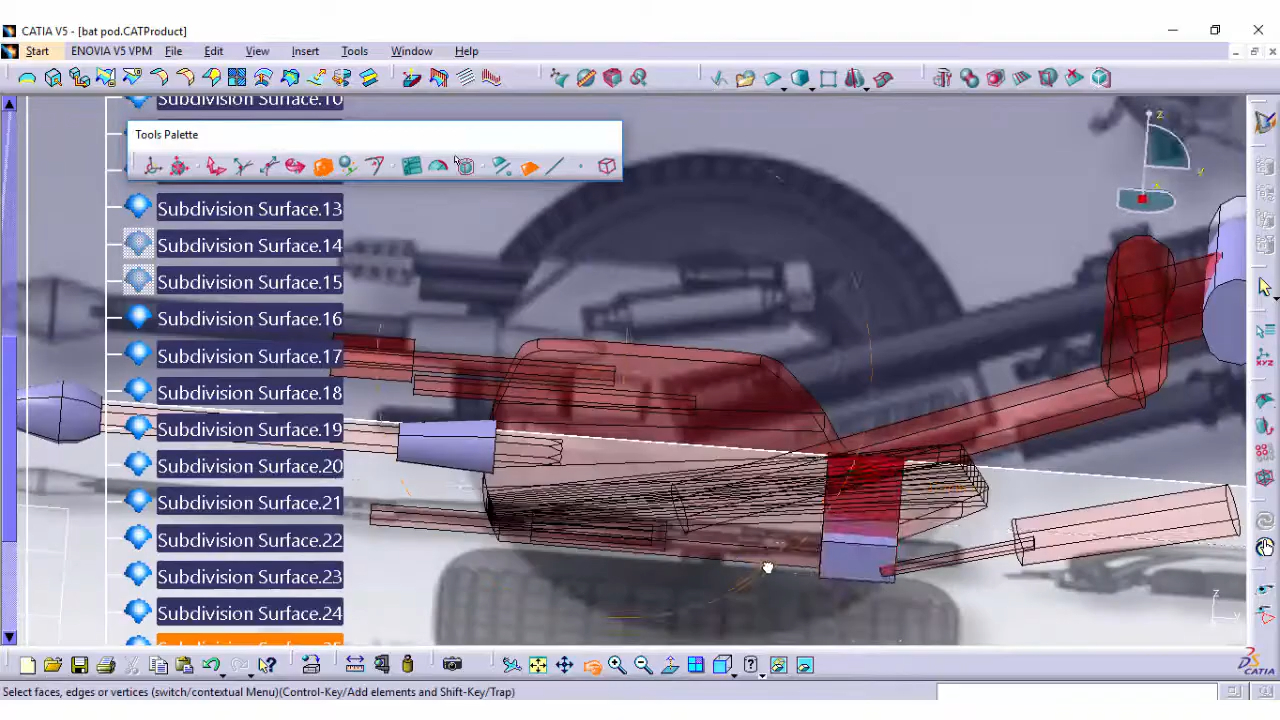 CATIA V5 - [bat pod.CATProduct]
Start ENOVIA V5 VPM File Edit View Insert Tools Window Help
Subdivision Surface.10
Tools Palette
Subdivision Surface.13
Subdivision Surface.14
Subdivision Surface.15
Subdivision Surface.16
Subdivision Surface.17
Subdivision Surface.18
Subdivision Surface.19
Subdivision Surface.20
Subdivision Surface.21
Subdivision Surface.22
Subdivision Surface.23
Subdivision Surface.24
z
z
CATIA
Select faces, edges or vertices (switch/contextual Menu)(Control-Key/Add elements and Shift-Key/Trap)